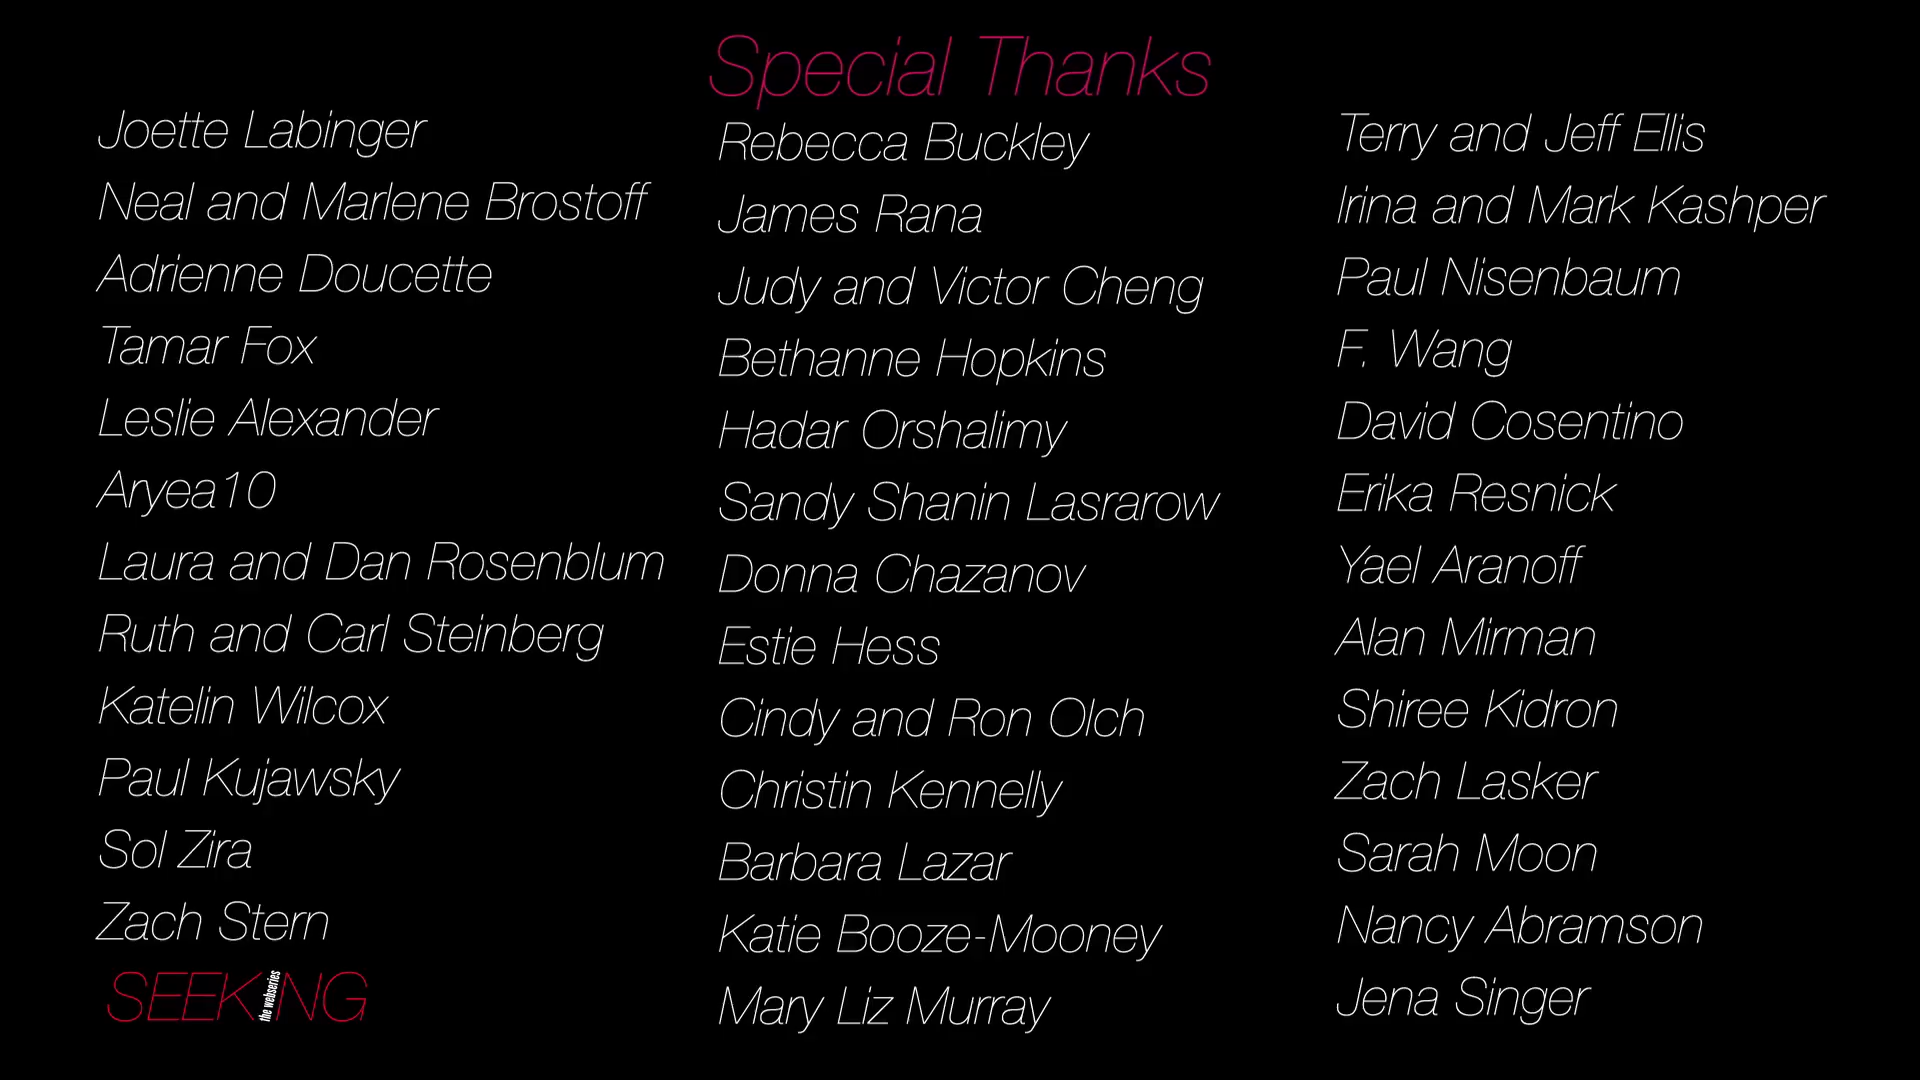 Special Thanks
Joette Labinger
Neal and Marlene Brostoff
Adrienne Doucette
Tamar Fox
Leslie Alexander
Aryea10
Laura and Dan Rosenblum
Ruth and Carl Steinberg
Katelin Wilcox
Paul Kujawsky
Sol Zira
Zach Stern
SEEKING
the webseries
Rebecca Buckley
James Rana
Judy and Victor Cheng
Bethanne Hopkins
Hadar Orshalimy
Sandy Shanin Lasrarow
Donna Chazanov
Estie Hess
Cindy and Ron Olch
Christin Kennelly
Barbara Lazar
Katie Booze-Mooney
Mary Liz Murray
Terry and Jeff Ellis
Irina and Mark Kashper
Paul Nisenbaum
F. Wang
David Cosentino
Erika Resnick
Yael Aranoff
Alan Mirman
Shiree Kidron
Zach Lasker
Sarah Moon
Nancy Abramson
Jena Singer